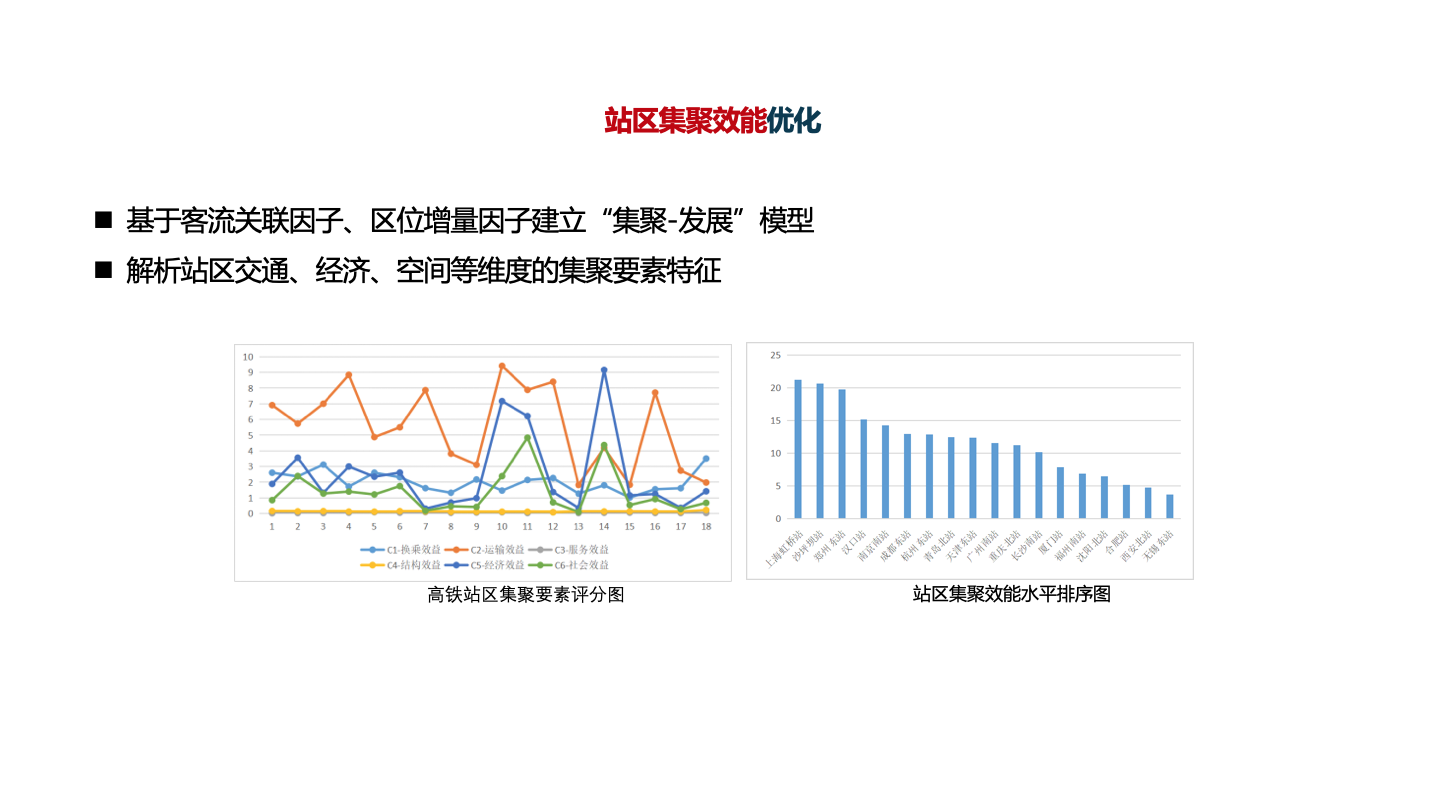 站区集聚效能优化
■ 基于客流关联因子、区位增量因子建立“集聚-发展”模型
■ 解析站区交通、经济、空间等维度的集聚要素特征
10
9
8
7
6
5
4
3
2
1
0
1 2 3 4 5 6 7 8 9 10 11 12 13 14 15 16 17 18
C1-换乘效益 C2-运输效益 C3-服务效益
C4-结构效益 C5-经济效益 C6-社会效益
高铁站区集聚要素评分图
25
20
15
10
5
0
上海虹桥站 沙坪坝站 郑州东站 汉口站 南京南站 成都东站 杭州东站 青岛北站 天津东站 广州南站 重庆北站 长沙南站 厦门站 福州南站 沈阳北站 合肥站 西安北站 无锡东站
站区集聚效能水平排序图